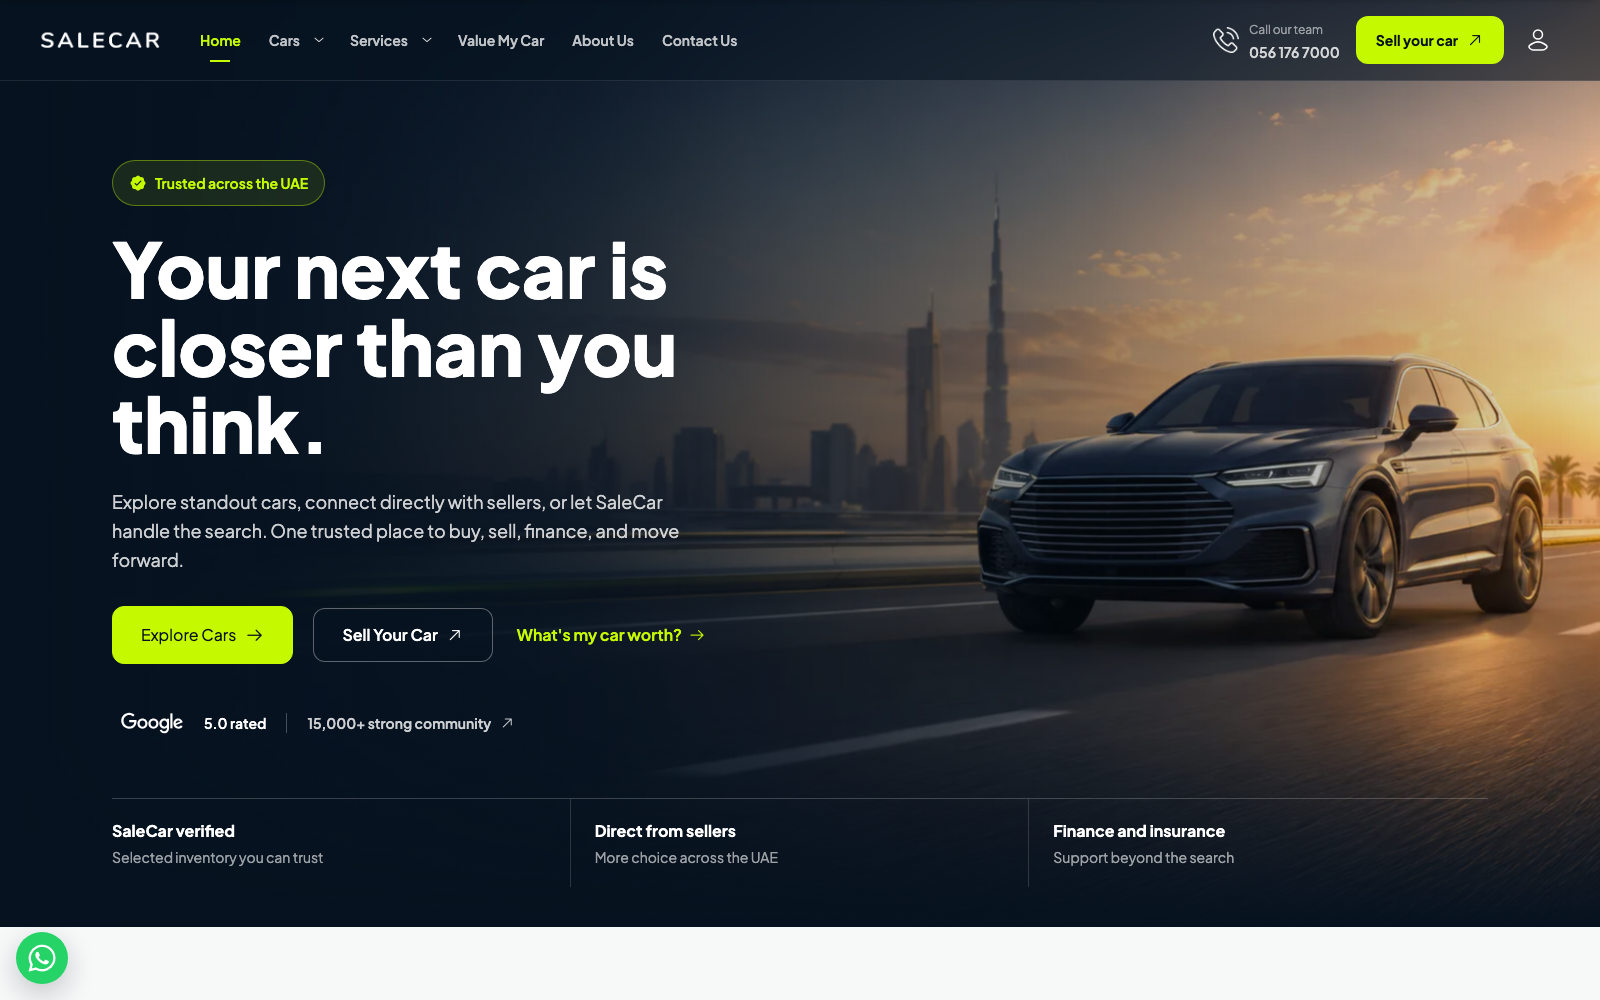 SALECAR
Home
Cars
Services
Value My Car
About Us
Contact Us
Call our team
056 176 7000
Sell your car
Trusted across the UAE
Your next car is
closer than you
think.
Explore standout cars, connect directly with sellers, or let SaleCar
handle the search. One trusted place to buy, sell, finance, and move
forward.
Explore Cars
Sell Your Car
What's my car worth?
Google
5.0 rated
15,000+ strong community
SaleCar verified
Selected inventory you can trust
Direct from sellers
More choice across the UAE
Finance and insurance
Support beyond the search